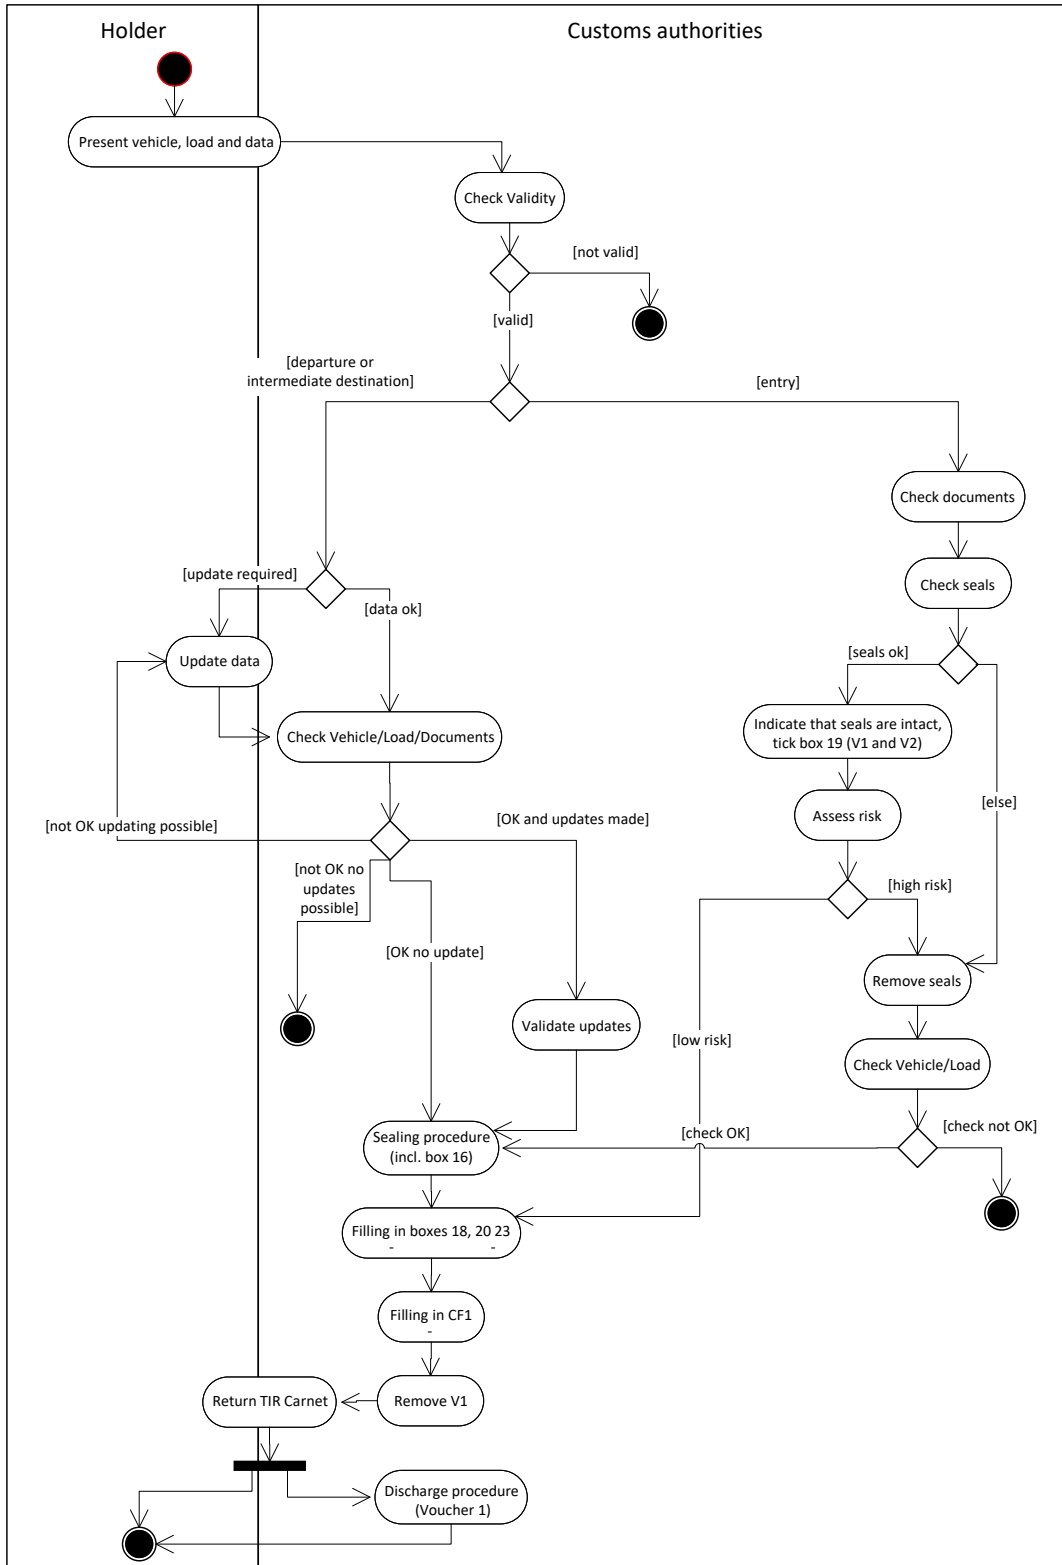 Holder
Customs authorities
Present vehicle, load and data
Check Validity
[not valid]
[valid]
[departure or
intermediate destination]
[entry]
Check documents
[update required]
[data ok]
Check seals
Update data
[seals ok]
Check Vehicle/Load/Documents
Indicate that seals are intact,
tick box 19 (V1 and V2)
[else]
Assess risk
[not OK updating possible]
[OK and updates made]
[not OK no
updates
possible]
[high risk]
[OK no update]
Remove seals
Validate updates
[low risk]
Check Vehicle/Load
Sealing procedure
(incl. box 16)
[check OK]
[check not OK]
Filling in boxes 18, 20 23
- -
Filling in CF1
-
Return TIR Carnet
Remove V1
Discharge procedure
(Voucher 1)